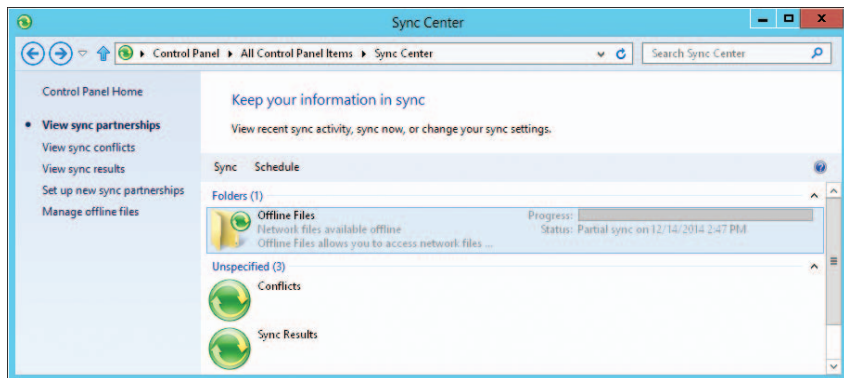 Sync Center
Control Panel ▸ All Control Panel Items ▸ Sync Center
Search Sync Center
Control Panel Home
View sync partnerships
View sync conflicts
View sync results
Set up new sync partnerships
Manage offline files
Keep your information in sync
View recent sync activity, sync now, or change your sync settings.
Sync Schedule
Folders (1)
Offline Files
Network files available offline
Offline Files allows you to access network files ...
Progress:
Status: Partial sync on 12/14/2014 2:47 PM
Unspecified (3)
Conflicts
Sync Results